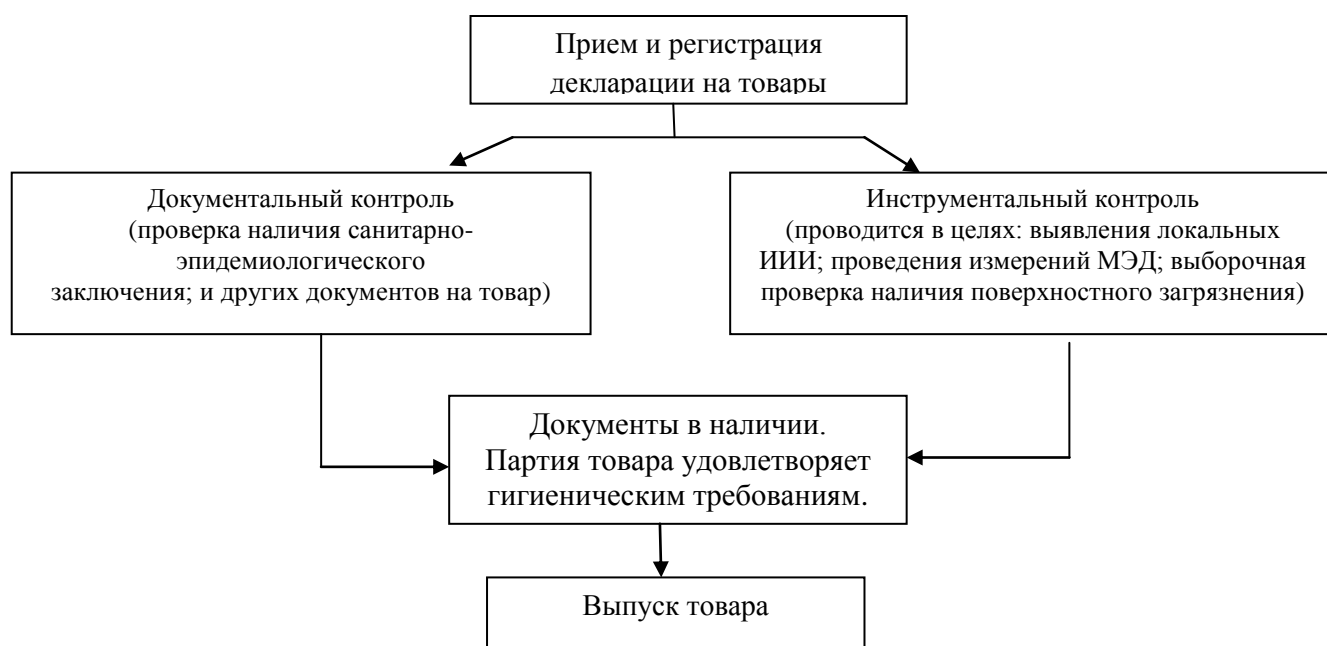 Прием и регистрация
декларации на товары
Документальный контроль
(проверка наличия санитарно-
эпидемиологического
заключения; и других документов на товар)
Инструментальный контроль
(проводится в целях: выявления локальных
ИИИ; проведения измерений МЭД; выборочная
проверка наличия поверхностного загрязнения)
Документы в наличии.
Партия товара удовлетворяет
гигиеническим требованиям.
Выпуск товара